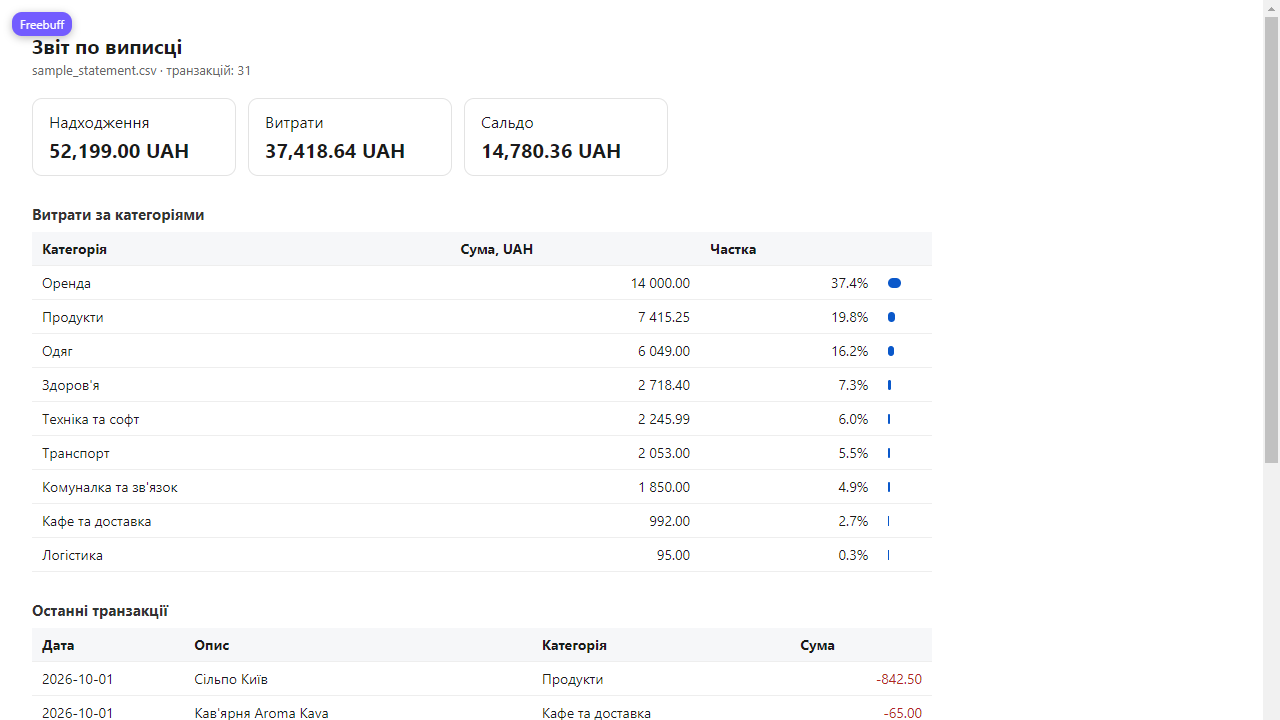 Freebuff
Звіт по виписці
sample_statement.csv · транзакцій: 31
Надходження Витрати Сальдо
52,199.00 UAH 37,418.64 UAH 14,780.36 UAH
Витрати за категоріями
Категорія Сума, UAH Частка
Оренда 14 000.00 37.4%
Продукти 7 415.25 19.8%
Одяг 6 049.00 16.2%
Здоров'я 2 718.40 7.3%
Техніка та софт 2 245.99 6.0%
Транспорт 2 053.00 5.5%
Комуналка та зв'язок 1 850.00 4.9%
Кафе та доставка 992.00 2.7%
Логістика 95.00 0.3%
Останні транзакції
Дата Опис Категорія Сума
2026-10-01 Сільпо Київ Продукти -842.50
2026-10-01 Кав'ярня Aroma Kava Кафе та доставка -65.00